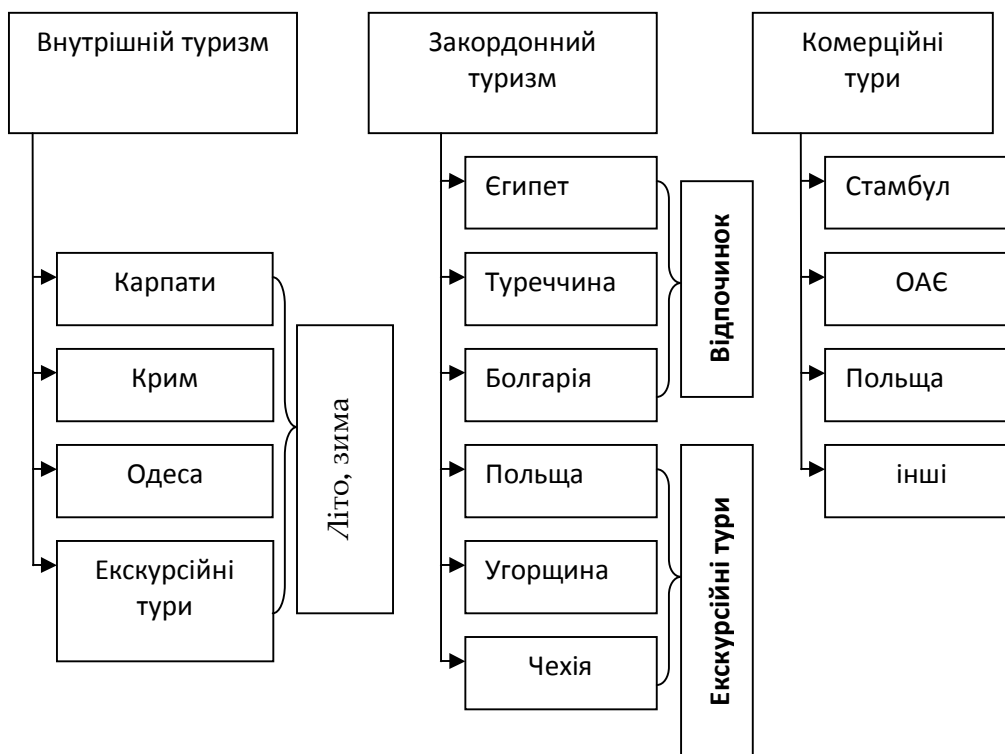 Внутрішній туризм
Карпати
Крим
Одеса
Екскурсійні
тури
Літо, зима
Закордонний
туризм
Єгипет
Туреччина
Болгарія
Польща
Угорщина
Чехія
Відпочинок
Екскурсійні тури
Комерційні
тури
Стамбул
ОАЄ
Польща
інші